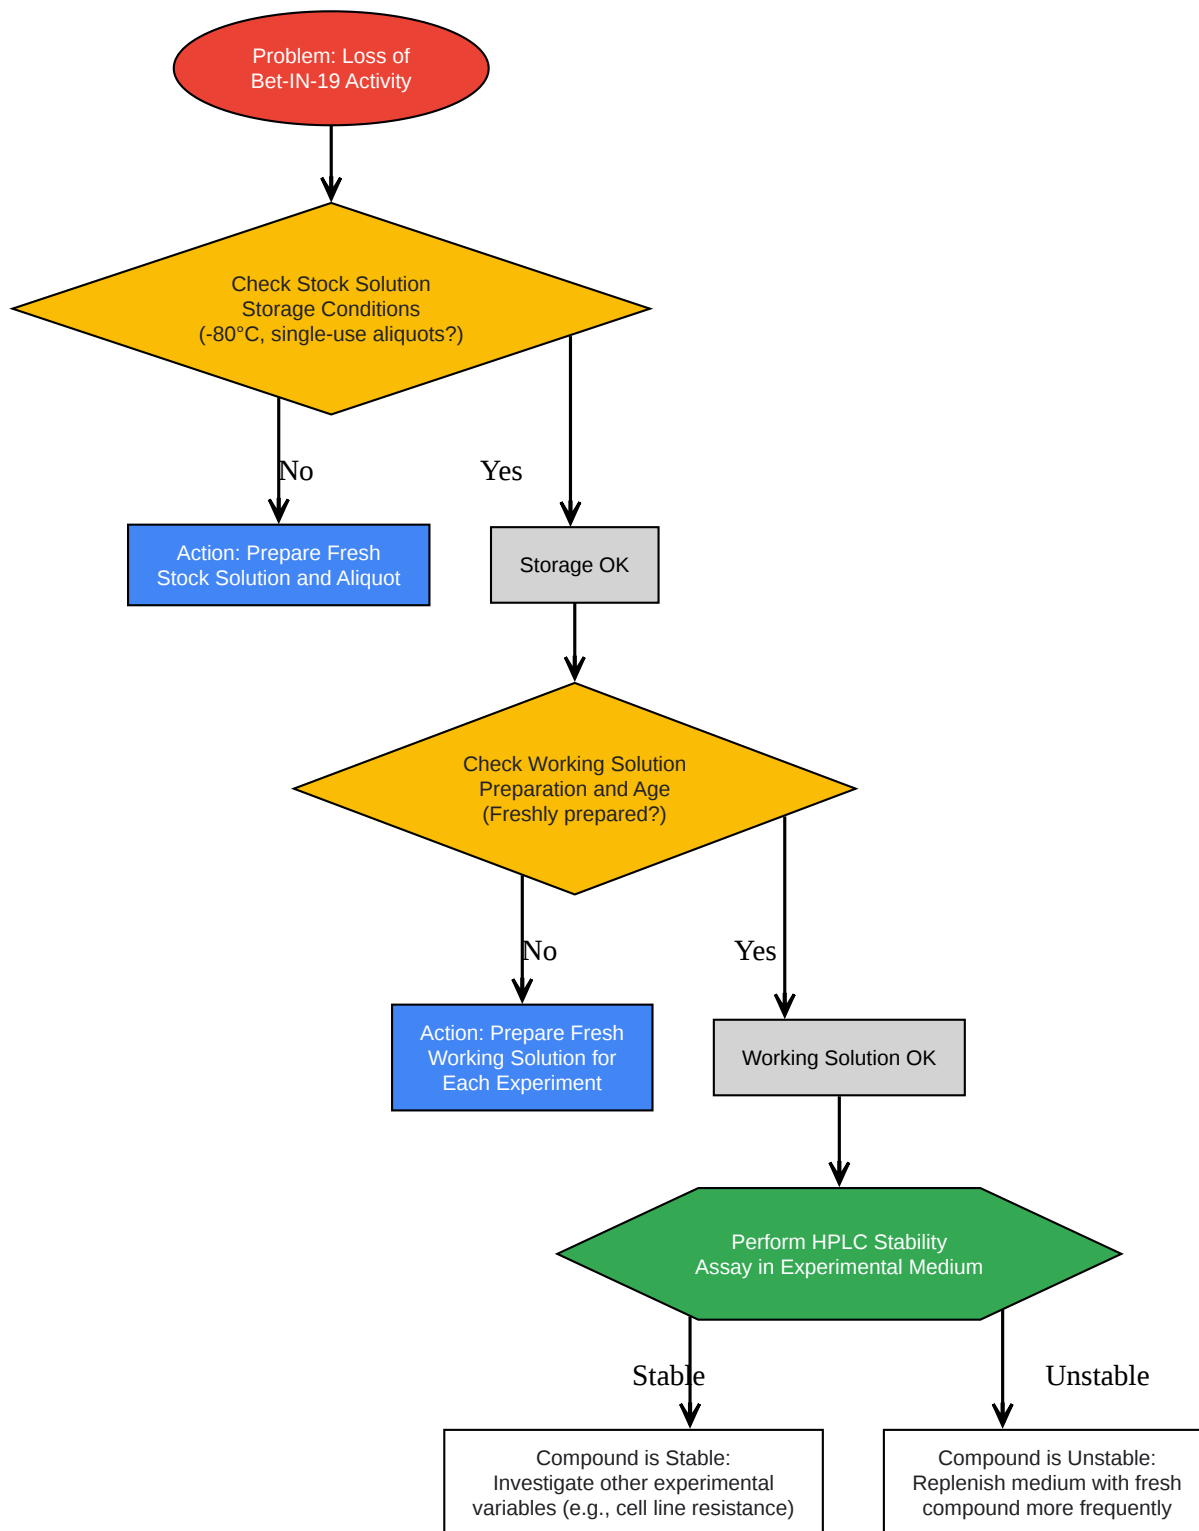 Problem: Loss of
Bet-IN-19 Activity
Check Stock Solution
Storage Conditions
(-80°C, single-use aliquots?)
No
Yes
Action: Prepare Fresh
Stock Solution and Aliquot
Storage OK
Check Working Solution
Preparation and Age
(Freshly prepared?)
No
Yes
Action: Prepare Fresh
Working Solution for
Each Experiment
Working Solution OK
Perform HPLC Stability
Assay in Experimental Medium
Stable
Unstable
Compound is Stable:
Investigate other experimental
variables (e.g., cell line resistance)
Compound is Unstable:
Replenish medium with fresh
compound more frequently